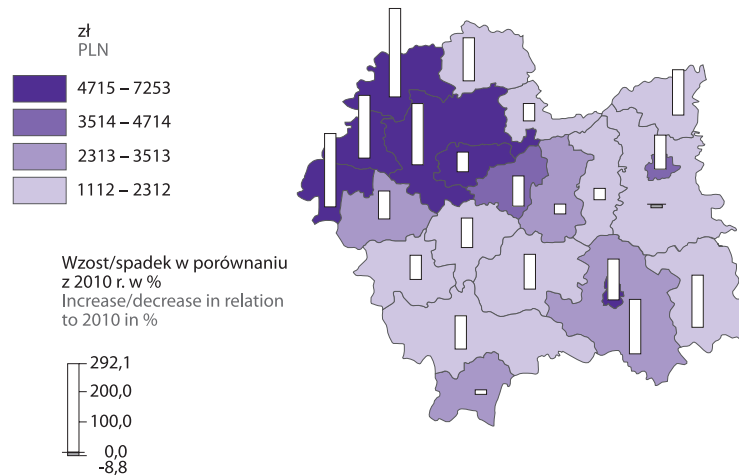 zł
PLN
4715 – 7253
3514 – 4714
2313 – 3513
1112 – 2312
Wzost/spadek w porównaniu
z 2010 r. w %
Increase/decrease in relation
to 2010 in %
292,1
200,0
100,0
0,0
-8,8